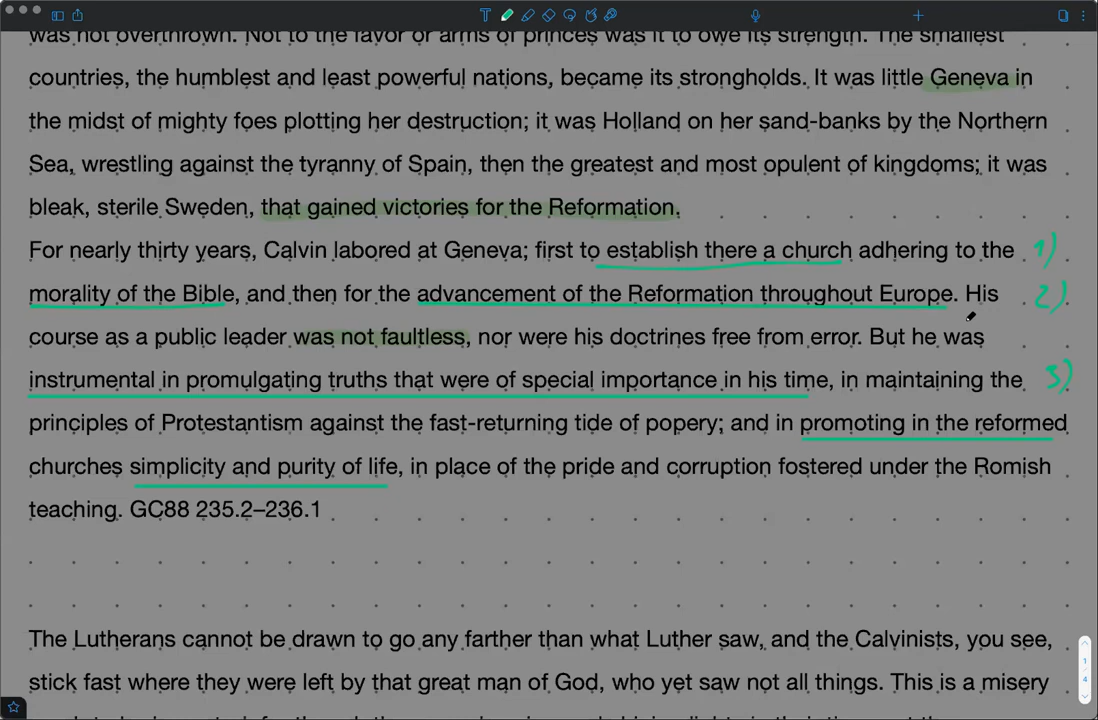 was not overthrown. Not to the favor or arms of princes was it to owe its strength. The smallest
countries, the humblest and least powerful nations, became its strongholds. It was little Geneva in
the midst of mighty foes plotting her destruction; it was Holland on her sand-banks by the Northern
Sea, wrestling against the tyranny of Spain, then the greatest and most opulent of kingdoms; it was
bleak, sterile Sweden, that gained victories for the Reformation.
For nearly thirty years, Calvin labored at Geneva; first to establish there a church adhering to the 1)
morality of the Bible, and then for the advancement of the Reformation throughout Europe. His 2)
course as a public leader was not faultless, nor were his doctrines free from error. But he was
instrumental in promulgating truths that were of special importance in his time, in maintaining the 3)
principles of Protestantism against the fast-returning tide of popery; and in promoting in the reformed
churches simplicity and purity of life, in place of the pride and corruption fostered under the Romish
teaching. GC88 235.2–236.1
The Lutherans cannot be drawn to go any farther than what Luther saw, and the Calvinists, you see,
stick fast where they were left by that great man of God, who yet saw not all things. This is a misery
1
4